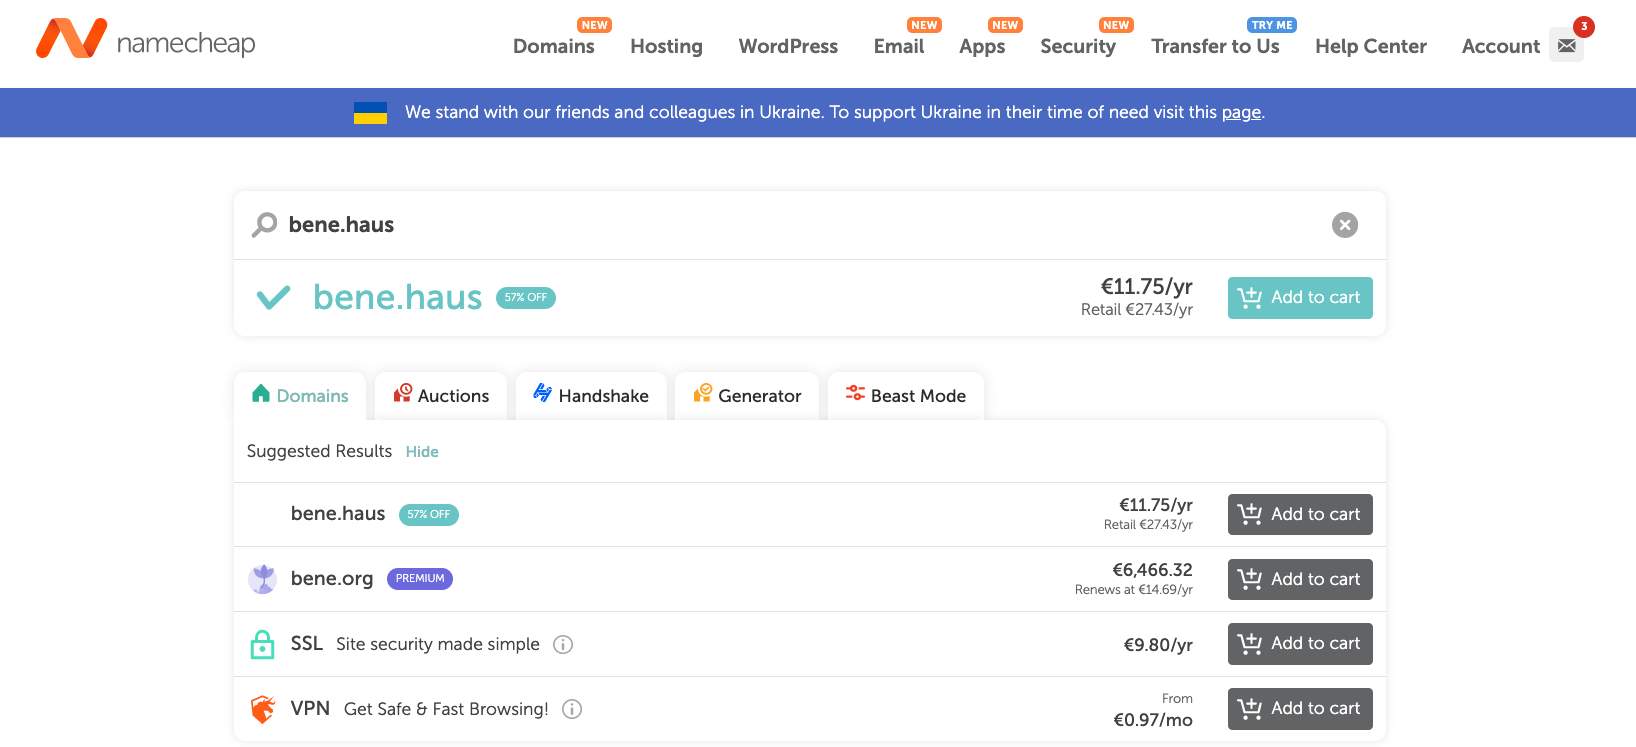 namecheap
NEW NEW NEW NEW TRY ME 3
Domains Hosting WordPress Email Apps Security Transfer to Us Help Center Account
We stand with our friends and colleagues in Ukraine. To support Ukraine in their time of need visit this page.
bene.haus
bene.haus 57% OFF €11.75/yr Add to cart
Retail €27.43/yr
Domains Auctions Handshake Generator Beast Mode
Suggested Results Hide
bene.haus 57% OFF €11.75/yr Add to cart
Retail €27.43/yr
bene.org PREMIUM €6,466.32 Add to cart
Renews at €14.69/yr
SSL Site security made simple €9.80/yr Add to cart
VPN Get Safe & Fast Browsing! From Add to cart
€0.97/mo